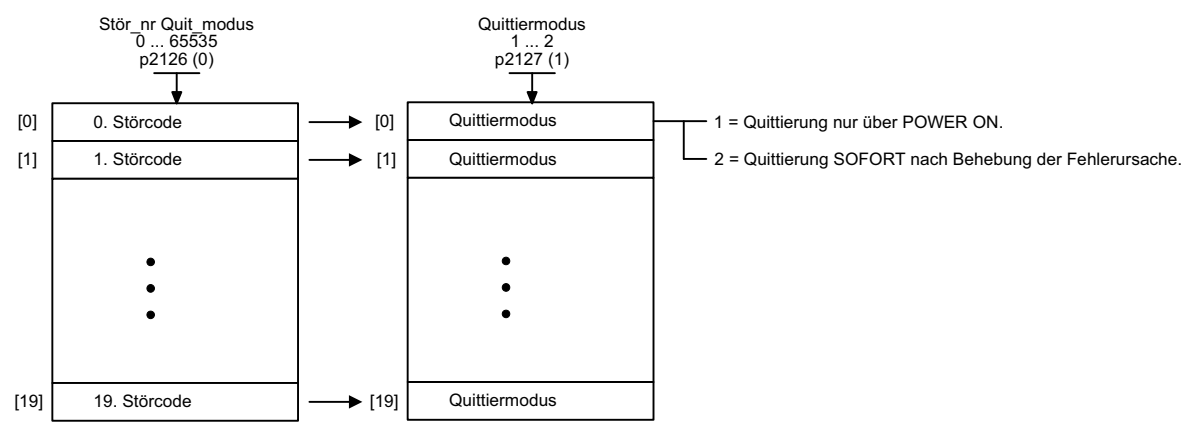 Stör_nr Quit_modus
0 ... 65535
p2126 (0)
Quittiermodus
1 ... 2
p2127 (1)
[0] 0. Störcode [0] Quittiermodus 1 = Quittierung nur über POWER ON.
[1] 1. Störcode [1] Quittiermodus 2 = Quittierung SOFORT nach Behebung der Fehlerursache.
[19] 19. Störcode [19] Quittiermodus